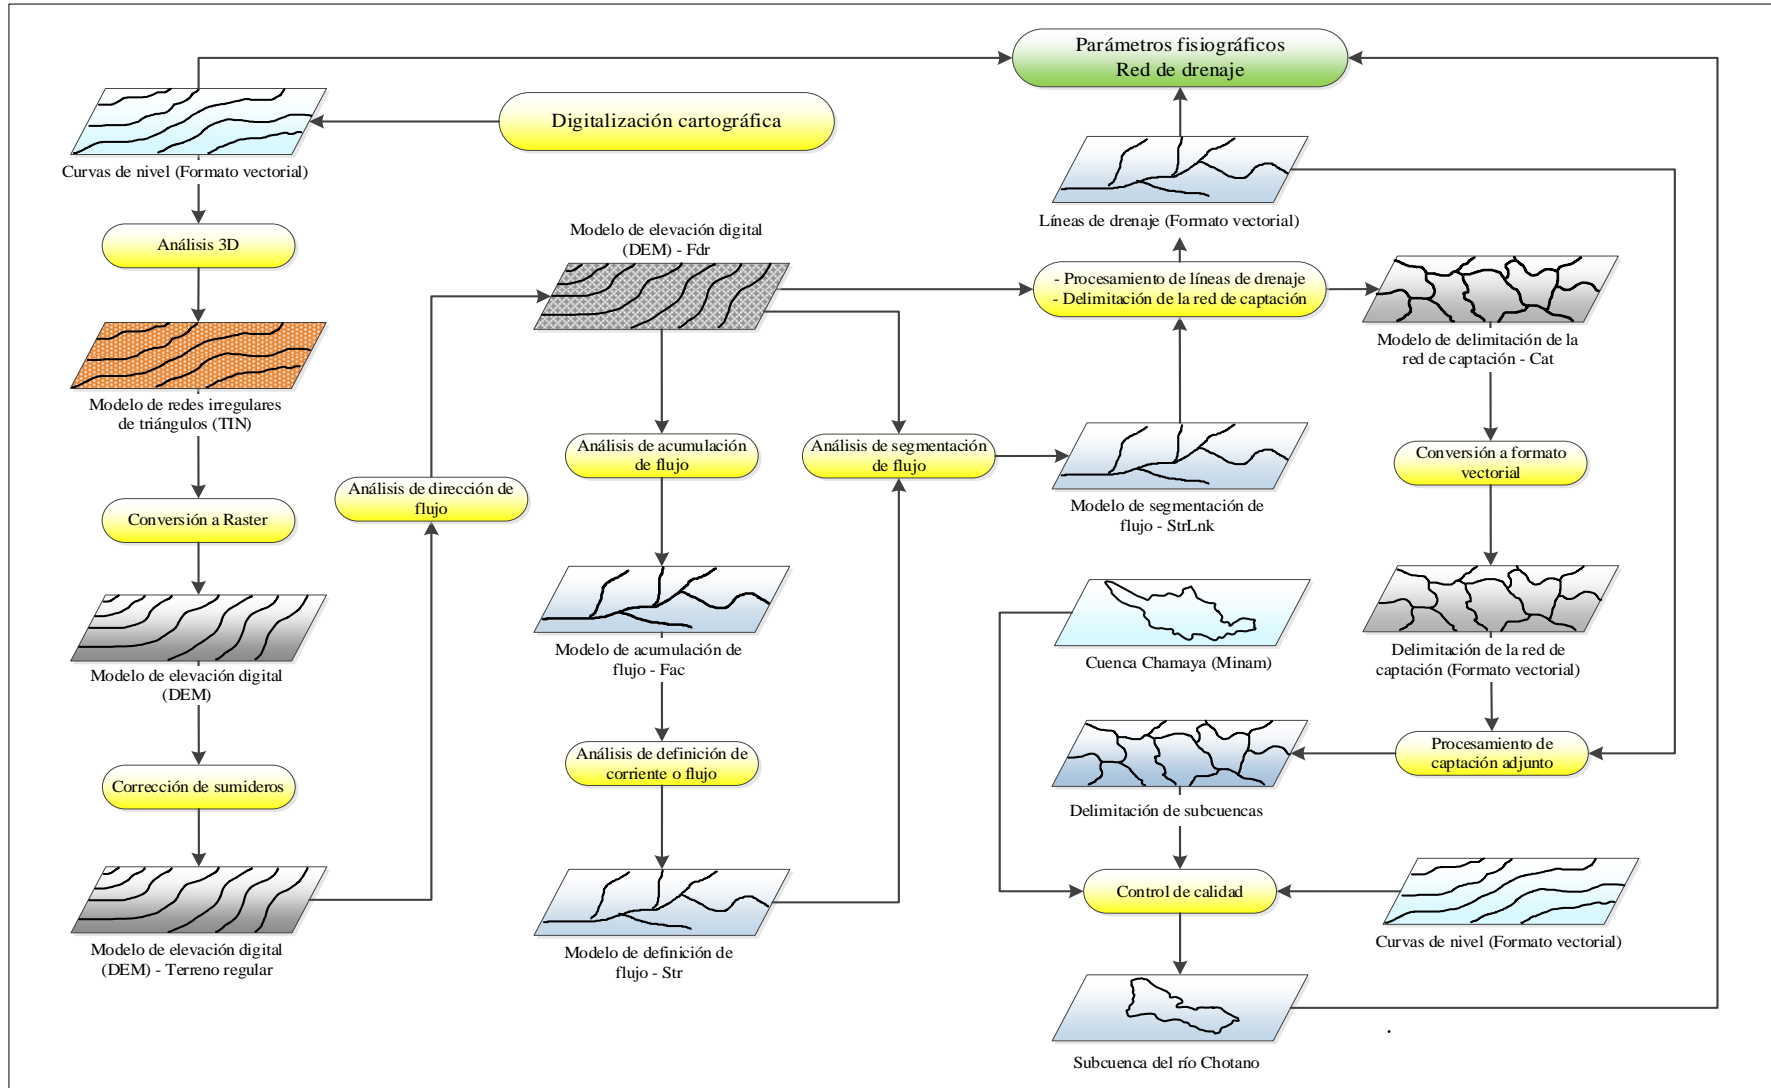 Parámetros fisiográficos
Red de drenaje
Digitalización cartográfica
Curvas de nivel (Formato vectorial)
Análisis 3D
Modelo de redes irregulares
de triángulos (TIN)
Conversión a Raster
Modelo de elevación digital
(DEM)
Corrección de sumideros
Modelo de elevación digital
(DEM) - Terreno regular
Análisis de dirección de
flujo
Modelo de elevación digital
(DEM) - Fdr
Análisis de acumulación
de flujo
Modelo de acumulación de
flujo - Fac
Análisis de definición de
corriente o flujo
Modelo de definición de
flujo - Str
Análisis de segmentación
de flujo
Modelo de segmentación de
flujo - StrLnk
- Procesamiento de líneas de drenaje
- Delimitación de la red de captación
Líneas de drenaje (Formato vectorial)
Modelo de delimitación de la
red de captación - Cat
Conversión a formato
vectorial
Delimitación de la red de
captación (Formato vectorial)
Procesamiento de
captación adjunto
Delimitación de subcuencas
Cuenca Chamaya (Minam)
Control de calidad
Curvas de nivel (Formato vectorial)
Subcuenca del río Chotano